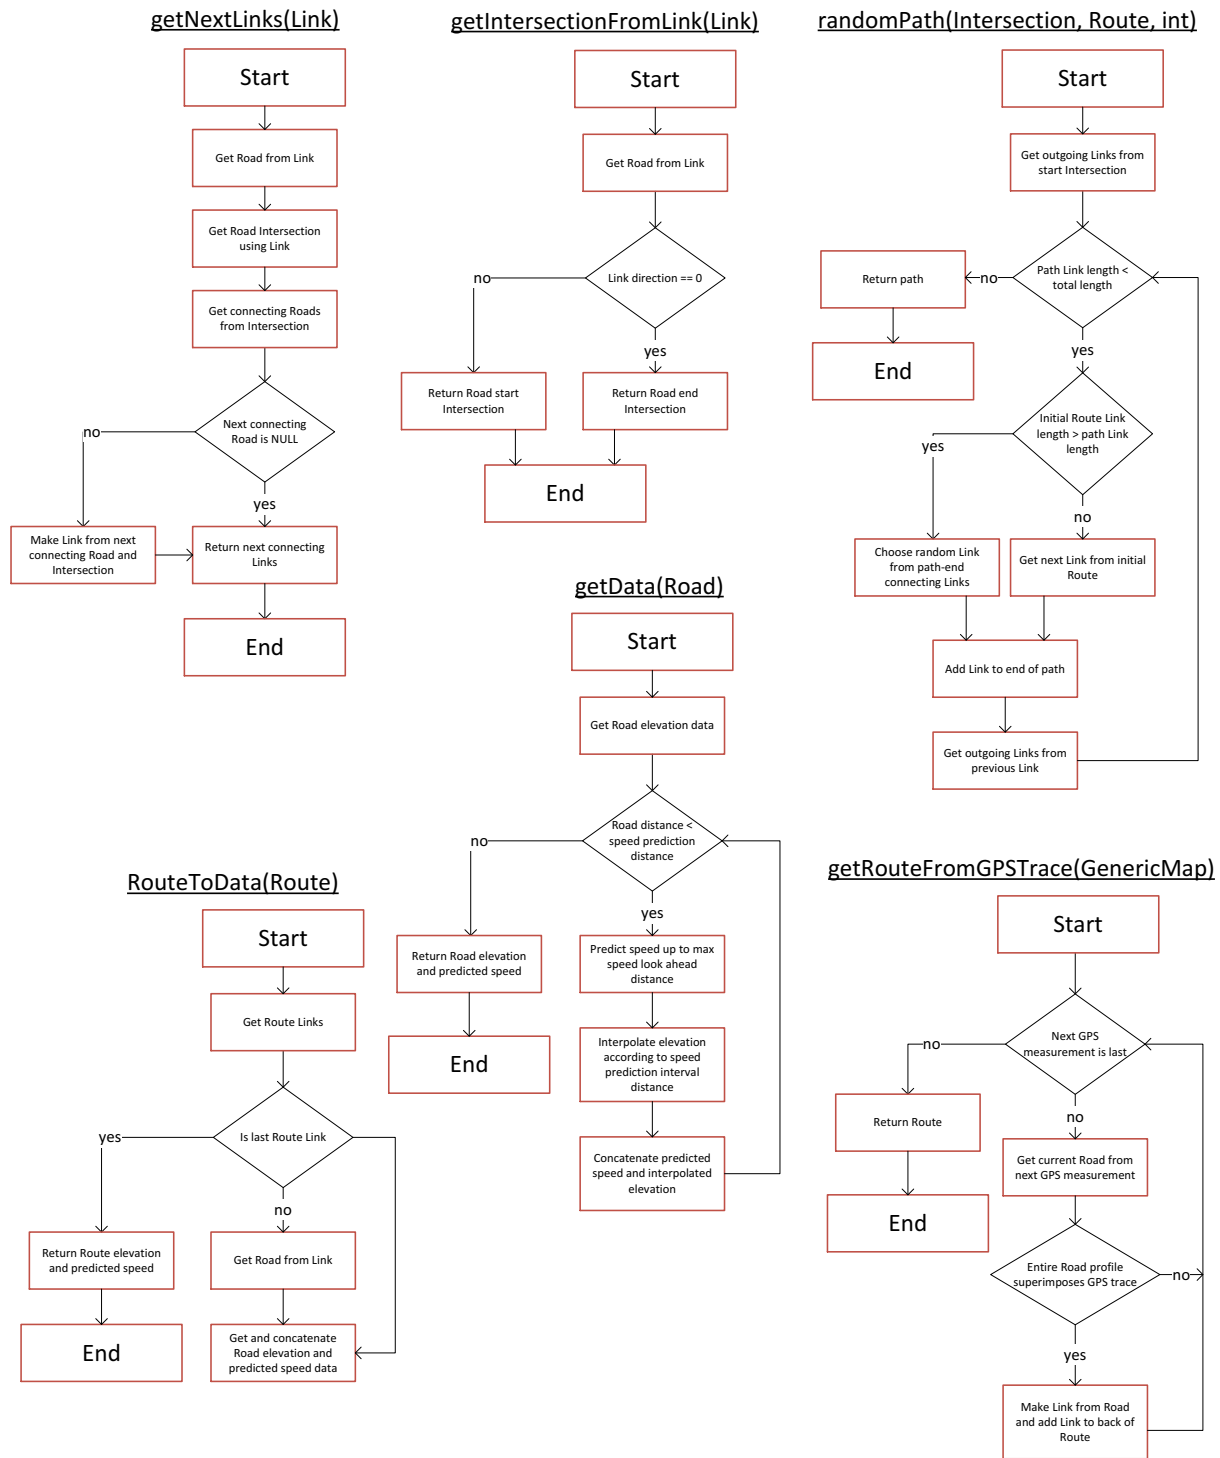 getNextLinks(Link)
Start
Get Road from Link
Get Road Intersection
using Link
Get connecting Roads
from Intersection
Next connecting
Road is NULL
no
yes
Make Link from next
connecting Road and
Intersection
Return next connecting
Links
End
getIntersectionFromLink(Link)
Start
Get Road from Link
Link direction == 0
no
yes
Return Road start
Intersection
Return Road end
Intersection
End
randomPath(Intersection, Route, int)
Start
Get outgoing Links from
start Intersection
Path Link length <
total length
no
Return path
End
yes
Initial Route Link
length > path Link
length
yes
no
Choose random Link
from path-end
connecting Links
Get next Link from initial
Route
Add Link to end of path
Get outgoing Links from
previous Link
getData(Road)
Start
Get Road elevation data
Road distance <
speed prediction
distance
no
yes
Return Road elevation
and predicted speed
End
Predict speed up to max
speed look ahead
distance
Interpolate elevation
according to speed
prediction interval
distance
Concatenate predicted
speed and interpolated
elevation
RouteToData(Route)
Start
Get Route Links
Is last Route Link
yes
no
Return Route elevation
and predicted speed
End
Get Road from Link
Get and concatenate
Road elevation and
predicted speed data
getRouteFromGPSTrace(GenericMap)
Start
Next GPS
measurement is last
no
Return Route
End
no
Get current Road from
next GPS measurement
Entire Road profile
superimposes GPS trace
no
yes
Make Link from Road
and add Link to back of
Route